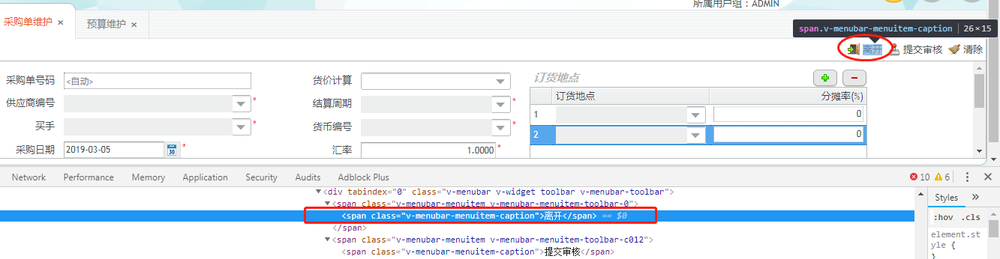 所属用户组：ADMIN
采购单维护 × 预算维护 ×
span.v-menubar-menuitem-caption | 26×15
离开 提交审核 清除
采购单号码 <自动> 货价计算 订货地点
供应商编号 * 结算周期 * 订货地点 分摊率(%)
买手 * 货币编号 * 1 0
采购日期 2019-03-05 30 * 汇率 1.0000 * 2 0
Network Performance Memory Application Security Audits Adblock Plus 10 6
<div tabindex="0" class="v-menubar v-widget toolbar v-menubar-toolbar"> Styles
<span class="v-menubar-menuitem v-menubar-menuitem-toolbar-0">
<span class="v-menubar-menuitem-caption">离开</span> == $0 :hov .cls
</span> element.st
<span class="v-menubar-menuitem v-menubar-menuitem-toolbar-c012"> yle {
<span class="v-menubar-menuitem-caption">提交审核</span> }